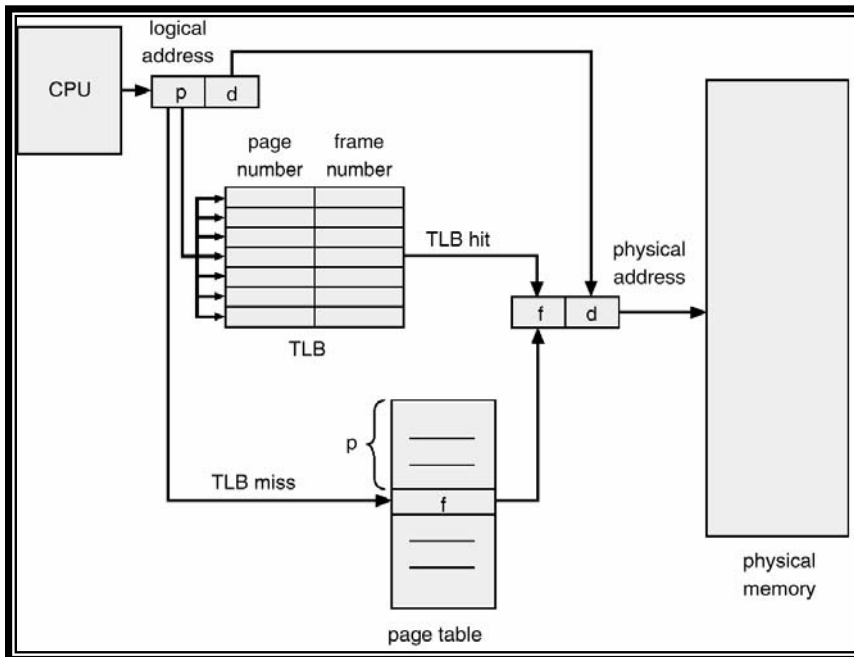 logical
address
CPU
p
d
page
number
frame
number
TLB hit
physical
address
f
d
TLB
p
TLB miss
f
physical
memory
page table